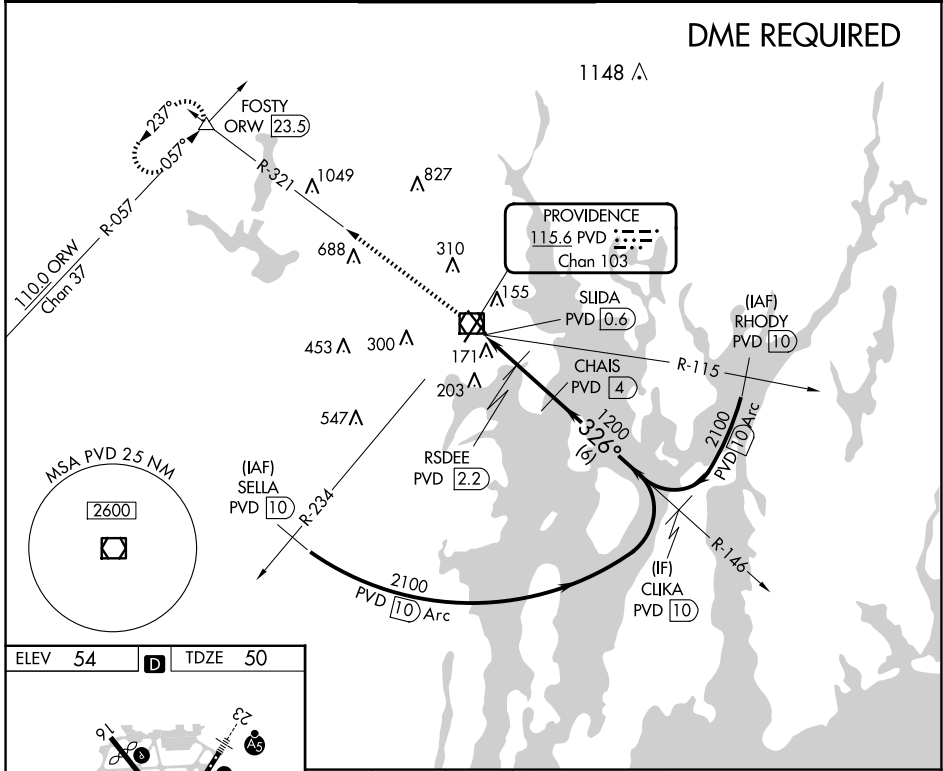 DME REQUIRED
1148
FOSTY
ORW 23.5
237°
057°
R-321
R-057
110.0 ORW
Chan 37
1049
827
688
310
PROVIDENCE
115.6 PVD
Chan 103
155
SLIDA
PVD 0.6
(IAF)
RHODY
PVD 10
453
300
171
203
R-115
CHAIS
PVD 4
547
1200
326°
(6)
2100
PVD 10 Arc
RSDEE
PVD 2.2
MSA PVD 25 NM
2600
(IAF)
SELLA
PVD 10
R-234
R-146
(IF)
CLIKA
PVD 10
2100
PVD 10 Arc
ELEV 54
D
TDZE 50
16
P
23
A5